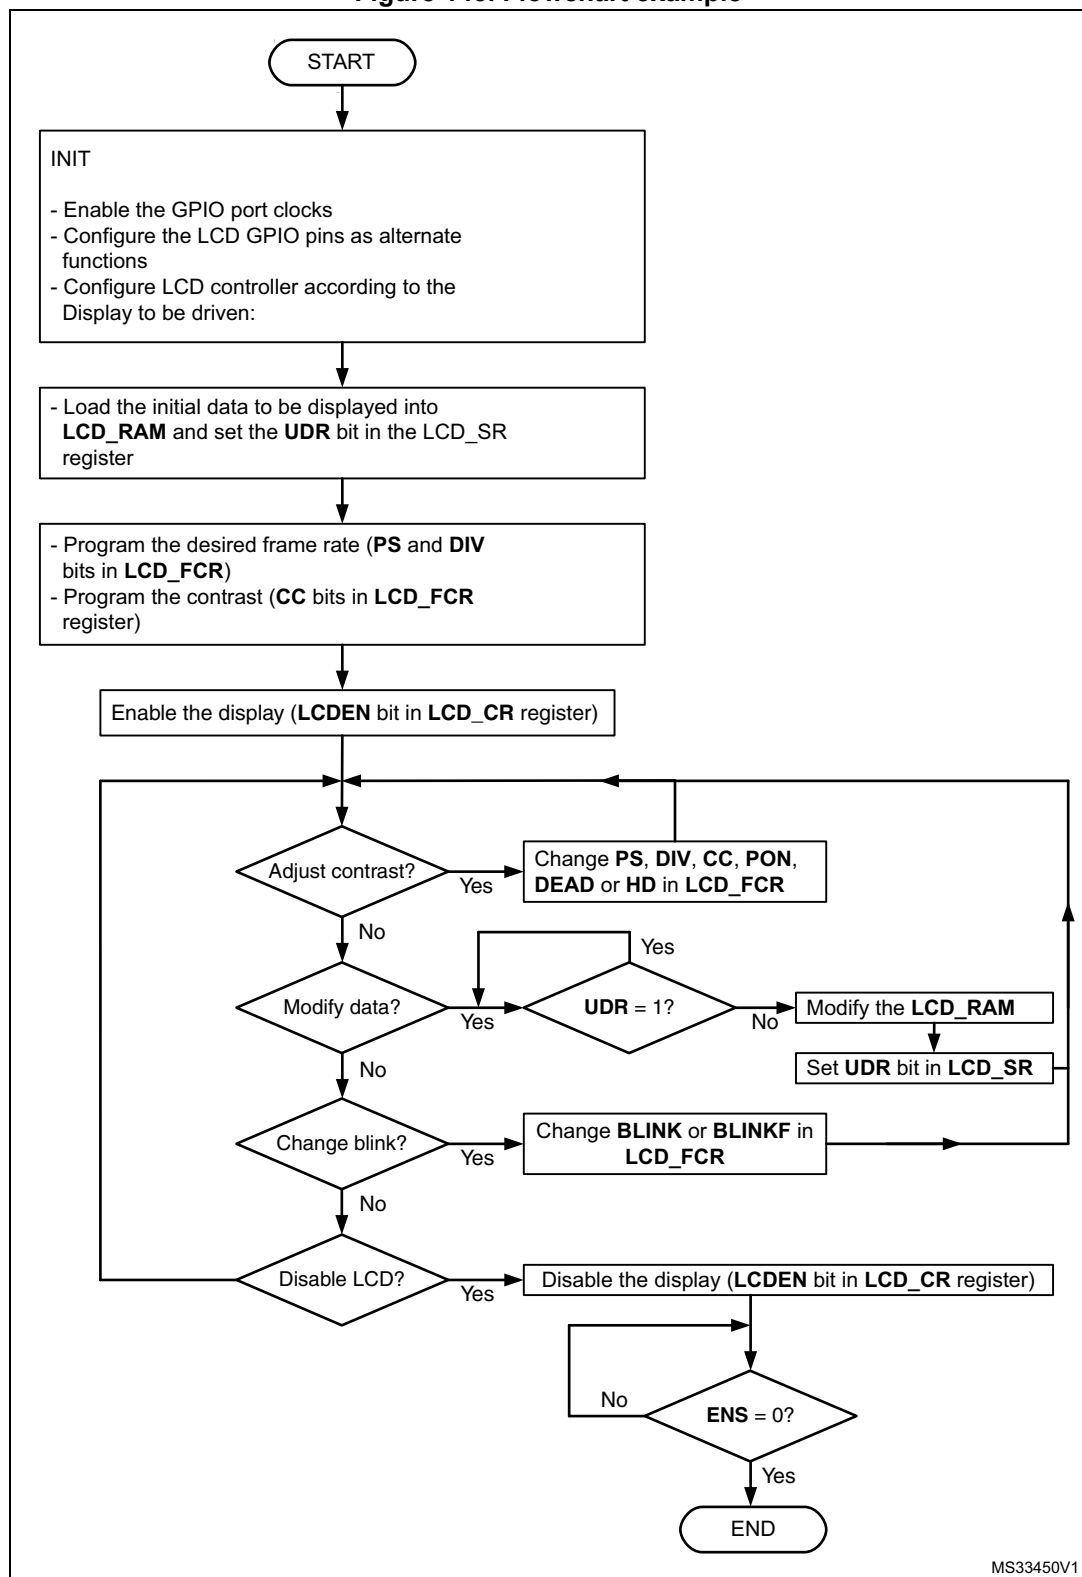 START
INIT
- Enable the GPIO port clocks
- Configure the LCD GPIO pins as alternate
functions
- Configure LCD controller according to the
Display to be driven:
- Load the initial data to be displayed into
LCD_RAM and set the UDR bit in the LCD_SR
register
- Program the desired frame rate (PS and DIV
bits in LCD_FCR)
- Program the contrast (CC bits in LCD_FCR
register)
Enable the display (LCDEN bit in LCD_CR register)
Adjust contrast?
Yes
Change PS, DIV, CC, PON,
DEAD or HD in LCD_FCR
No
Modify data?
Yes
Yes
UDR = 1?
No
Modify the LCD_RAM
Set UDR bit in LCD_SR
No
Change blink?
Yes
Change BLINK or BLINKF in
LCD_FCR
No
Disable LCD?
Yes
Disable the display (LCDEN bit in LCD_CR register)
No
ENS = 0?
Yes
END
MS33450V1